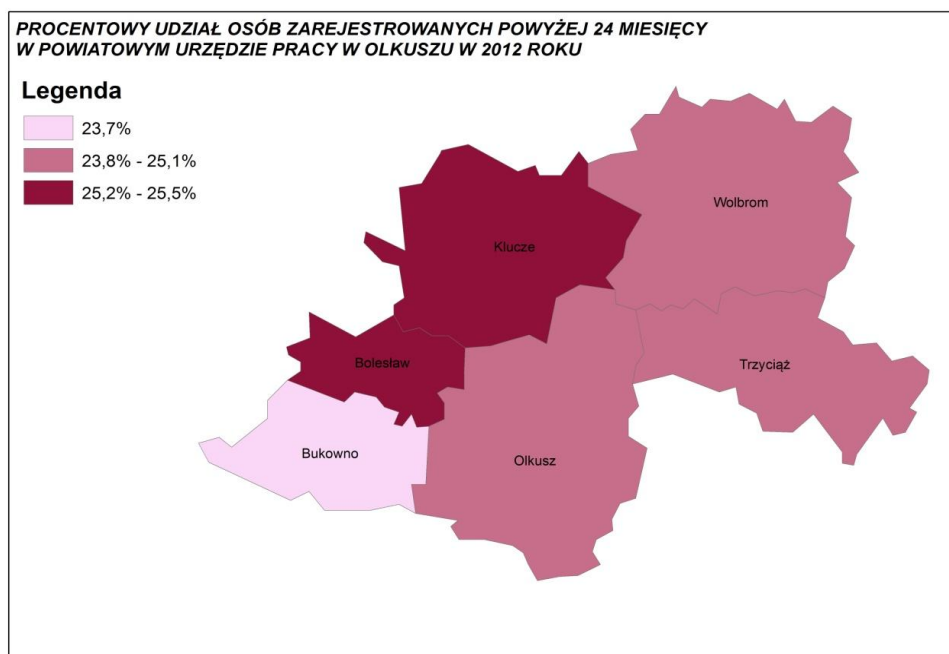 PROCENTOWY UDZIAŁ OSÓB ZAREJESTROWANYCH POWYŻEJ 24 MIESIĘCY
W POWIATOWYM URZĘDZIE PRACY W OLKUSZU W 2012 ROKU
Legenda
23,7%
23,8% - 25,1%
25,2% - 25,5%
Wolbrom
Klucze
Bolesław
Trzyciąż
Bukowno
Olkusz